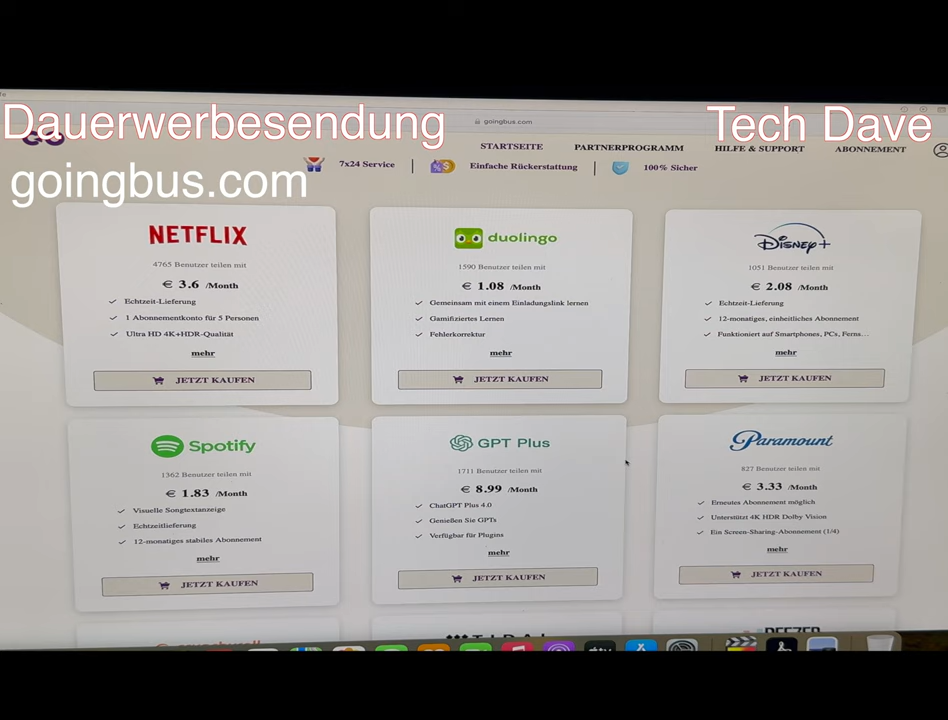 Dauerwerbesendung
Tech Dave
goingbus.com
goingbus.com
STARTSEITE
PARTNERPROGRAMM
HILFE & SUPPORT
ABONNEMENT
7x24 Service
Einfache Rückerstattung
100% Sicher
NETFLIX
4765 Benutzer teilen mit
€ 3.6 /Month
Echtzeit-Lieferung
1 Abonnementkonto für 5 Personen
Ultra HD 4K+HDR-Qualität
mehr
JETZT KAUFEN
duolingo
1590 Benutzer teilen mit
€ 1.08 /Month
Gemeinsam mit einem Einladungslink lernen
Gamifiziertes Lernen
Fehlerkorrektur
mehr
JETZT KAUFEN
Disney+
1051 Benutzer teilen mit
€ 2.08 /Month
Echtzeit-Lieferung
12-monatiges, einheitliches Abonnement
Funktioniert auf Smartphones, PCs, Ferns...
mehr
JETZT KAUFEN
Spotify
1362 Benutzer teilen mit
€ 1.83 /Month
Visuelle Songtextanzeige
Echtzeitlieferung
12-monatiges stabiles Abonnement
mehr
JETZT KAUFEN
GPT Plus
1711 Benutzer teilen mit
€ 8.99 /Month
ChatGPT Plus 4.0
Genießen Sie GPTs
Verfügbar für Plugins
mehr
JETZT KAUFEN
Paramount
827 Benutzer teilen mit
€ 3.33 /Month
Erneutes Abonnement möglich
Unterstützt 4K HDR Dolby Vision
Ein Screen-Sharing-Abonnement (1/4)
mehr
JETZT KAUFEN
TIDAL
DEEZER